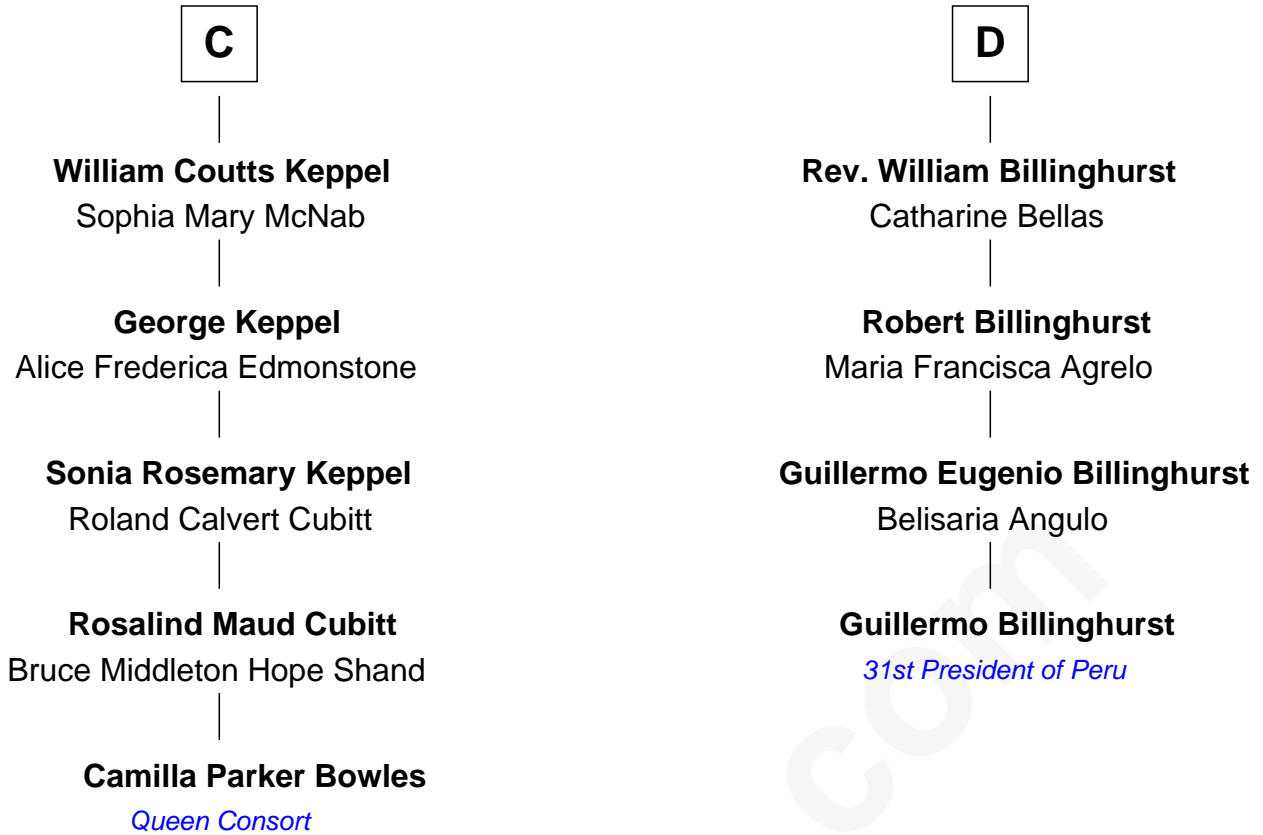 C
William Coutts Keppel
Sophia Mary McNab
George Keppel
Alice Frederica Edmonstone
Sonia Rosemary Keppel
Roland Calvert Cubitt
Rosalind Maud Cubitt
Bruce Middleton Hope Shand
Camilla Parker Bowles
Queen Consort
D
Rev. William Billinghurst
Catharine Bellas
Robert Billinghurst
Maria Francisca Agrelo
Guillermo Eugenio Billinghurst
Belisaria Angulo
Guillermo Billinghurst
31st President of Peru
com